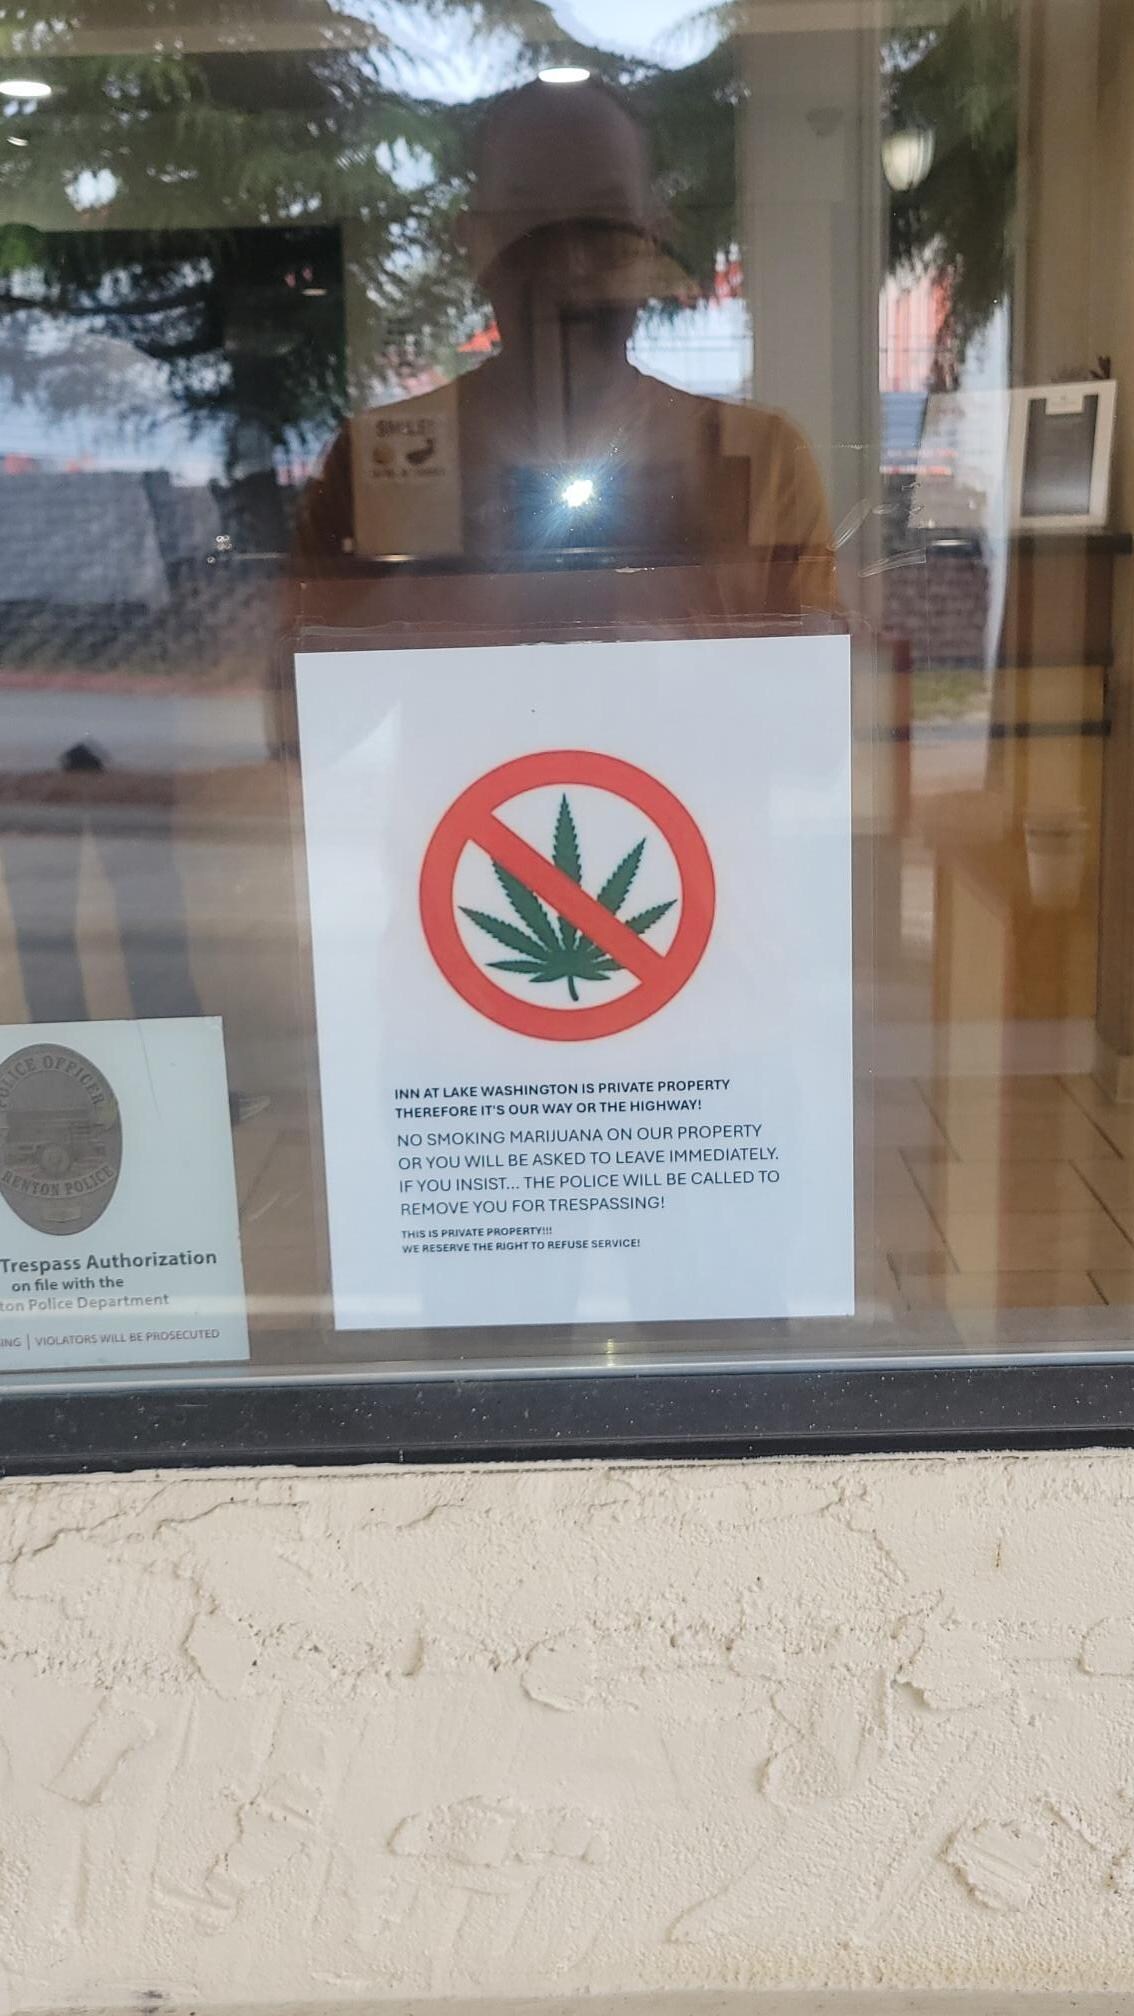 SMILE!
POLICE OFFICER
RENTON POLICE
Trespass Authorization
on file with the
ton Police Department
ING | VIOLATORS WILL BE PROSECUTED
INN AT LAKE WASHINGTON IS PRIVATE PROPERTY
THEREFORE IT'S OUR WAY OR THE HIGHWAY!
NO SMOKING MARIJUANA ON OUR PROPERTY
OR YOU WILL BE ASKED TO LEAVE IMMEDIATELY.
IF YOU INSIST... THE POLICE WILL BE CALLED TO
REMOVE YOU FOR TRESPASSING!
THIS IS PRIVATE PROPERTY!!!
WE RESERVE THE RIGHT TO REFUSE SERVICE!